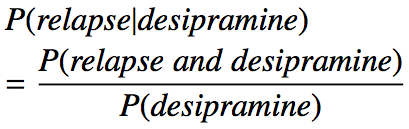 P(relapse|desipramine)
= P(relapse and desipramine)
P(desipramine)